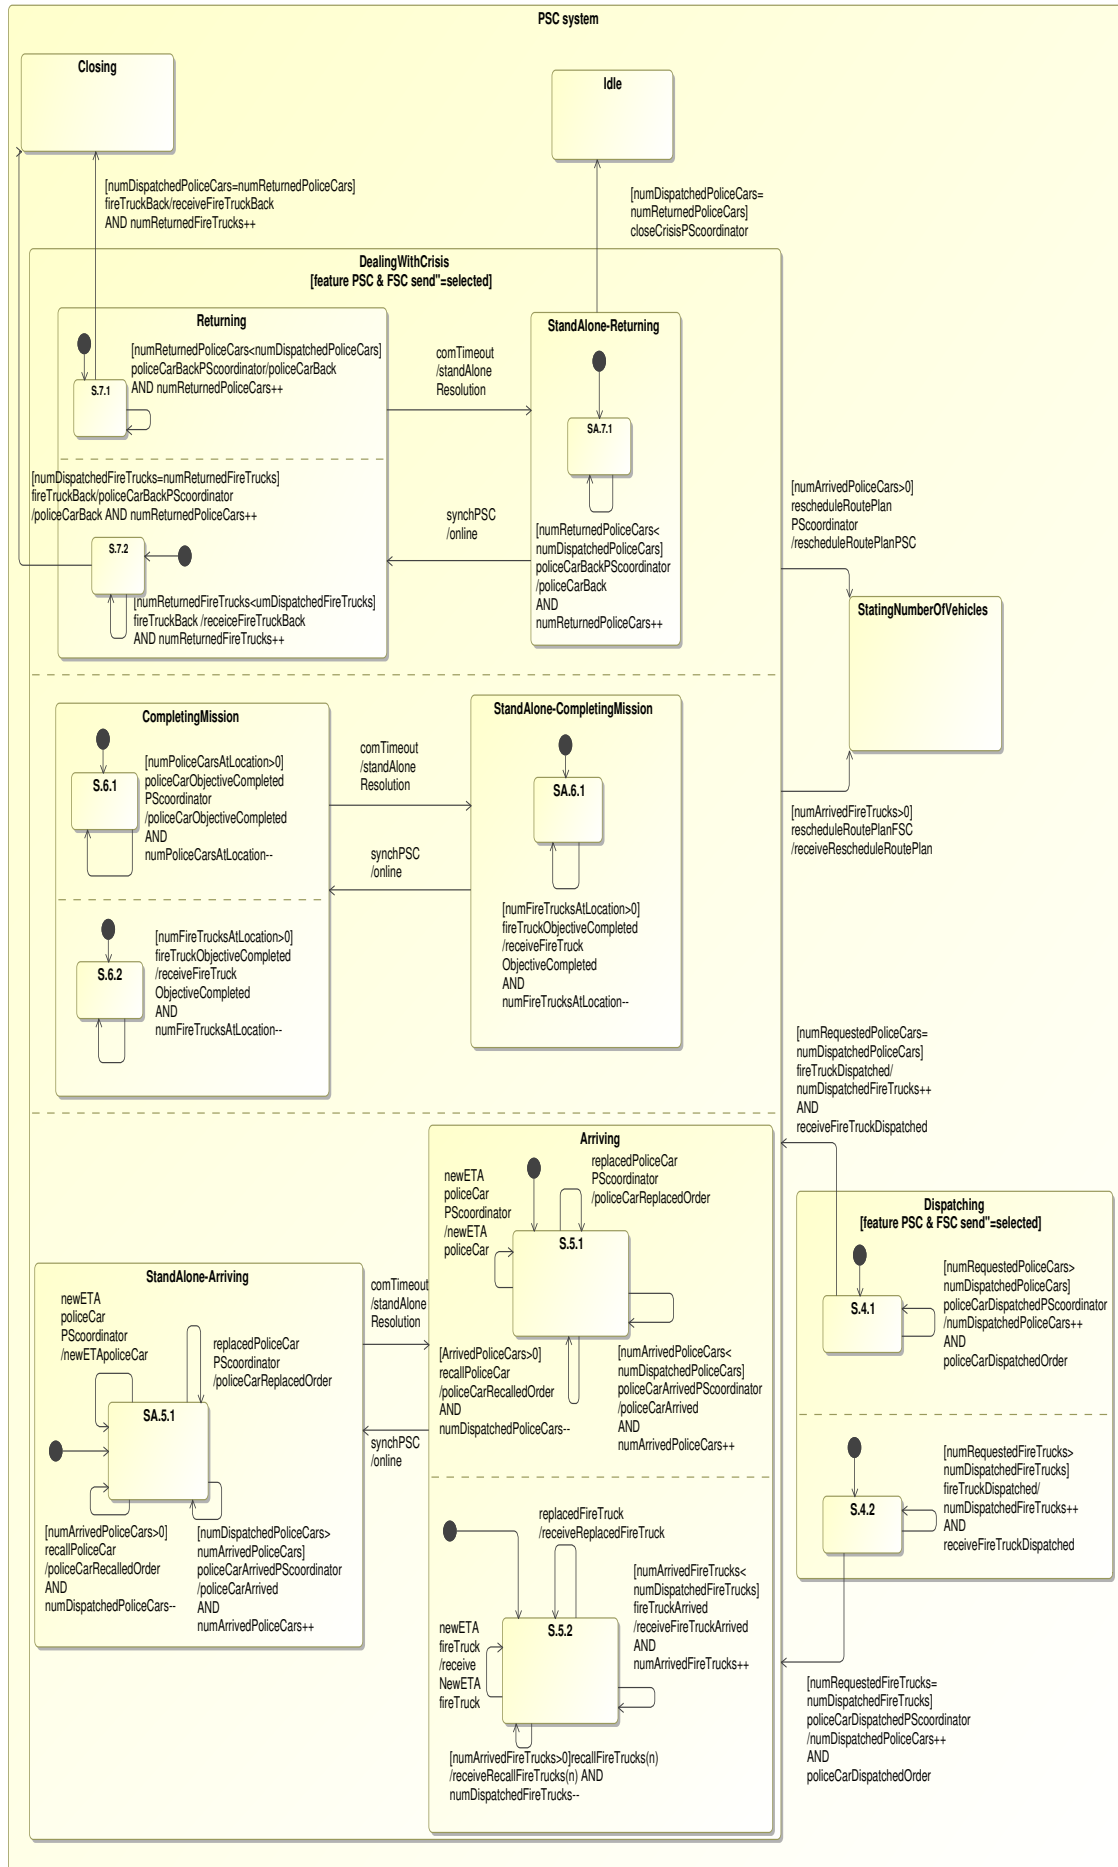 PSC system
Closing
Idle
[numDispatchedPoliceCars=numReturnedPoliceCars]
fireTruckBack/receiveFireTruckBack
AND numReturnedFireTrucks++
[numDispatchedPoliceCars=
numReturnedPoliceCars]
closeCrisisPScoordinator
DealingWithCrisis
[feature PSC & FSC send"=selected]
Returning
S.7.1
[numReturnedPoliceCars<numDispatchedPoliceCars]
policeCarBackPScoordinator/policeCarBack
AND numReturnedPoliceCars++
[numDispatchedFireTrucks=numReturnedFireTrucks]
fireTruckBack/policeCarBackPScoordinator
/policeCarBack AND numReturnedPoliceCars++
S.7.2
[numReturnedFireTrucks<umDispatchedFireTrucks]
fireTruckBack /receiceFireTruckBack
AND numReturnedFireTrucks++
comTimeout
/standAlone
Resolution
synchPSC
/online
StandAlone-Returning
SA.7.1
[numReturnedPoliceCars<
numDispatchedPoliceCars]
policeCarBackPScoordinator
/policeCarBack
AND
numReturnedPoliceCars++
[numArrivedPoliceCars>0]
rescheduleRoutePlan
PScoordinator
/rescheduleRoutePlanPSC
StatingNumberOfVehicles
[numArrivedFireTrucks>0]
rescheduleRoutePlanFSC
/receiveRescheduleRoutePlan
CompletingMission
S.6.1
[numPoliceCarsAtLocation>0]
policeCarObjectiveCompleted
PScoordinator
/policeCarObjectiveCompleted
AND
numPoliceCarsAtLocation--
S.6.2
[numFireTrucksAtLocation>0]
fireTruckObjectiveCompleted
/receiveFireTruck
ObjectiveCompleted
AND
numFireTrucksAtLocation--
comTimeout
/standAlone
Resolution
synchPSC
/online
StandAlone-CompletingMission
SA.6.1
[numFireTrucksAtLocation>0]
fireTruckObjectiveCompleted
/receiveFireTruck
ObjectiveCompleted
AND
numFireTrucksAtLocation--
[numRequestedPoliceCars=
numDispatchedPoliceCars]
fireTruckDispatched/
numDispatchedFireTrucks++
AND
receiveFireTruckDispatched
Arriving
newETA
policeCar
PScoordinator
/newETA
policeCar
replacedPoliceCar
PScoordinator
/policeCarReplacedOrder
S.5.1
[ArrivedPoliceCars>0]
recallPoliceCar
/policeCarRecalledOrder
AND
numDispatchedPoliceCars--
[numArrivedPoliceCars<
numDispatchedPoliceCars]
policeCarArrivedPScoordinator
/policeCarArrived
AND
numArrivedPoliceCars++
StandAlone-Arriving
newETA
policeCar
PScoordinator
/newETApoliceCar
replacedPoliceCar
PScoordinator
/policeCarReplacedOrder
SA.5.1
[numArrivedPoliceCars>0]
recallPoliceCar
/policeCarRecalledOrder
AND
numDispatchedPoliceCars--
[numDispatchedPoliceCars>
numArrivedPoliceCars]
policeCarArrivedPScoordinator
/policeCarArrived
AND
numArrivedPoliceCars++
comTimeout
/standAlone
Resolution
synchPSC
/online
replacedFireTruck
/receiveReplacedFireTruck
S.5.2
newETA
fireTruck
/receive
NewETA
fireTruck
[numArrivedFireTrucks<
numDispatchedFireTrucks]
fireTruckArrived
/receiveFireTruckArrived
AND
numArrivedFireTrucks++
[numArrivedFireTrucks>0]recallFireTrucks(n)
/receiveRecallFireTrucks(n) AND
numDispatchedFireTrucks--
Dispatching
[feature PSC & FSC send"=selected]
S.4.1
[numRequestedPoliceCars>
numDispatchedPoliceCars]
policeCarDispatchedPScoordinator
/numDispatchedPoliceCars++
AND
policeCarDispatchedOrder
S.4.2
[numRequestedFireTrucks>
numDispatchedFireTrucks]
fireTruckDispatched/
numDispatchedFireTrucks++
AND
receiveFireTruckDispatched
[numRequestedFireTrucks=
numDispatchedFireTrucks]
policeCarDispatchedPScoordinator
/numDispatchedPoliceCars++
AND
policeCarDispatchedOrder